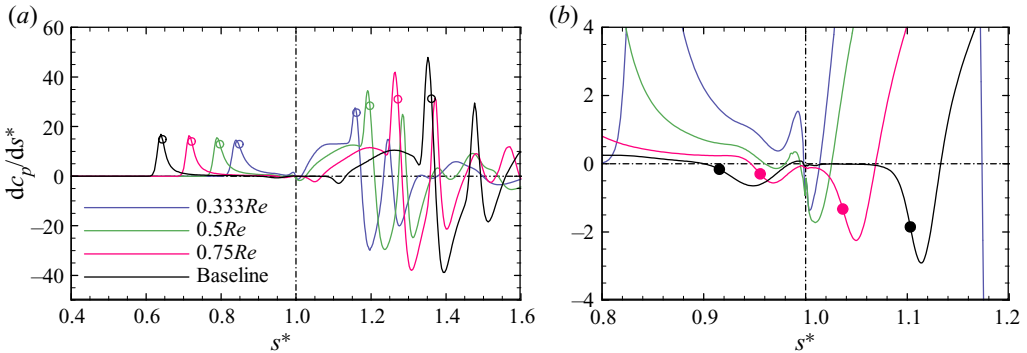 (a)
(b)
60
40
20
0
−20
−40
dc_p/ds*
0.333Re
0.5Re
0.75Re
Baseline
0.4 0.6 0.8 1.0 1.2 1.4 1.6
s*
4
2
0
−2
−4
0.8 0.9 1.0 1.1 1.2
s*